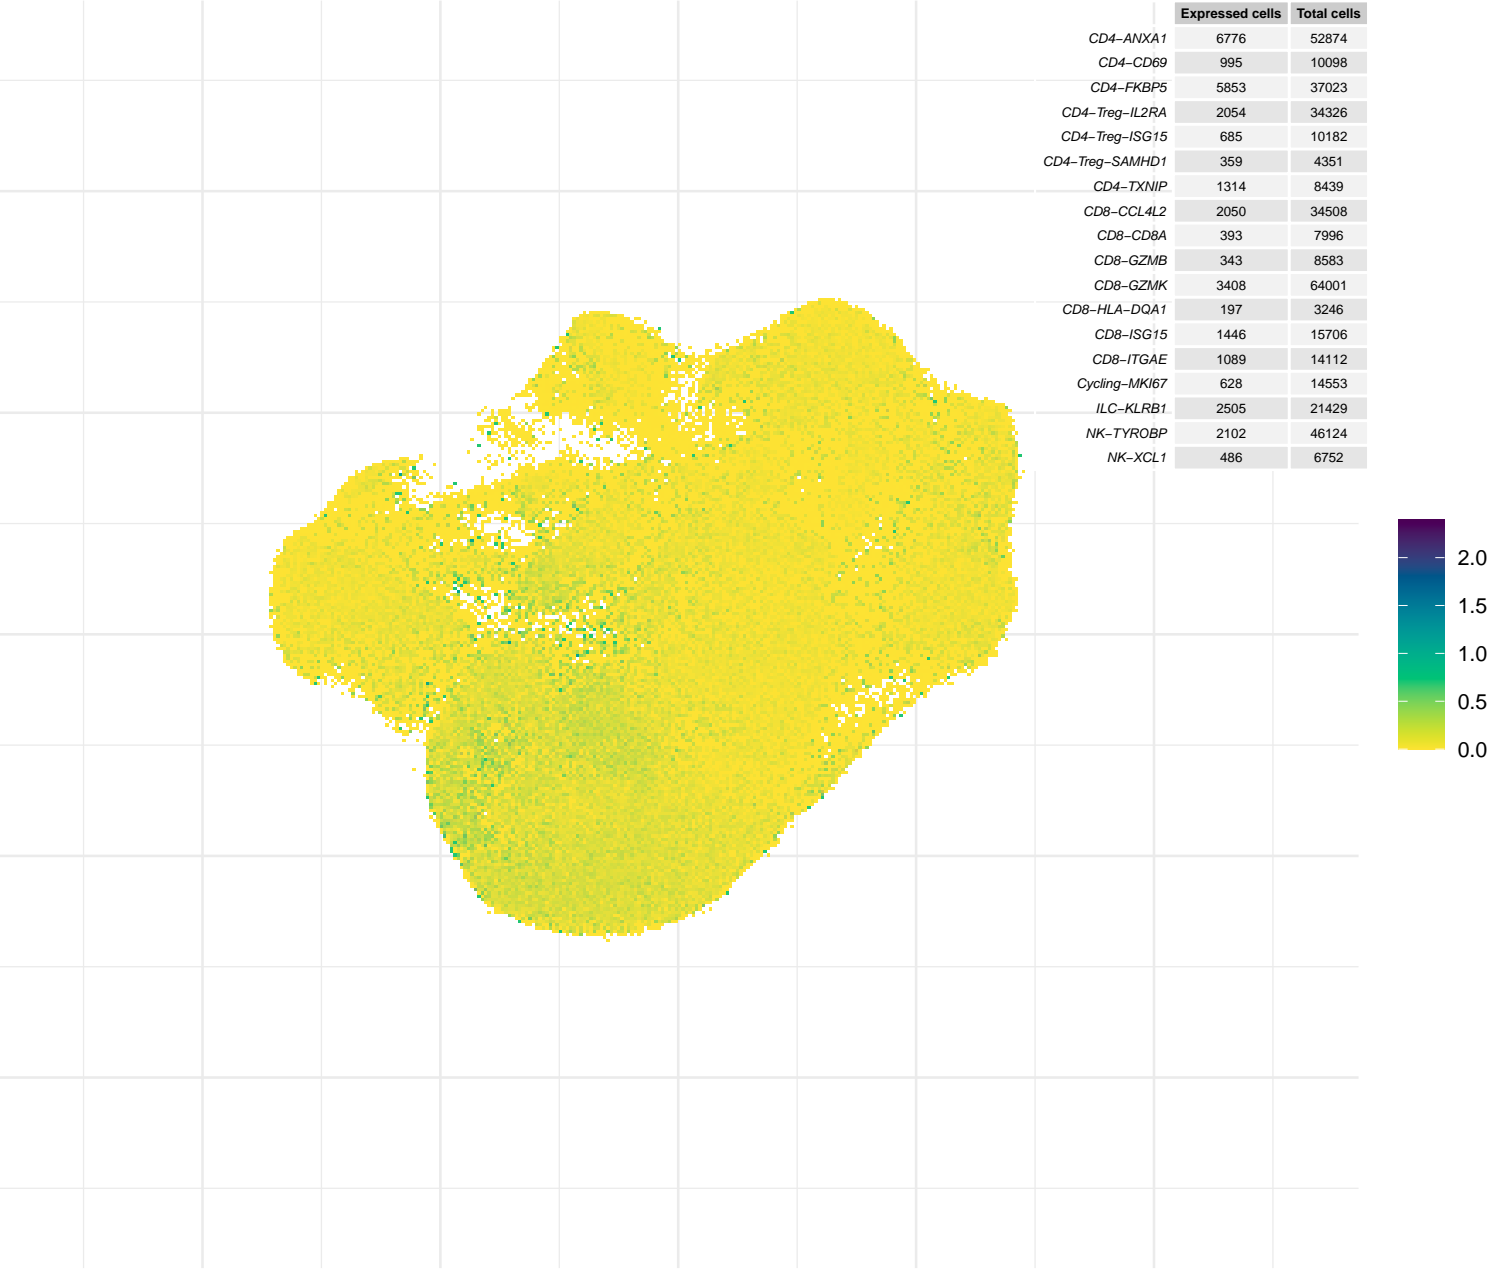 Expressed cells Total cells
CD4−ANXA1 6776 52874
CD4−CD69 995 10098
CD4−FKBP5 5853 37023
CD4−Treg−IL2RA 2054 34326
CD4−Treg−ISG15 685 10182
CD4−Treg−SAMHD1 359 4351
CD4−TXNIP 1314 8439
CD8−CCL4L2 2050 34508
CD8−CD8A 393 7996
CD8−GZMB 343 8583
CD8−GZMK 3408 64001
CD8−HLA−DQA1 197 3246
CD8−ISG15 1446 15706
CD8−ITGAE 1089 14112
Cycling−MKI67 628 14553
ILC−KLRB1 2505 21429
NK−TYROBP 2102 46124
NK−XCL1 486 6752
2.0
1.5
1.0
0.5
0.0